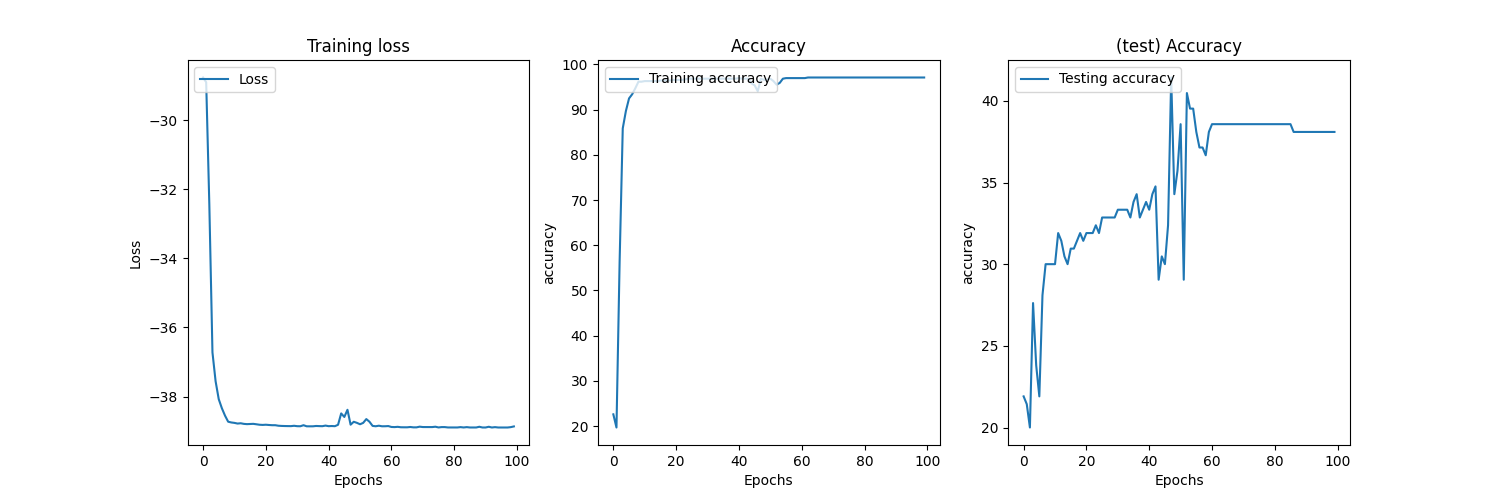 Training loss
Loss
−30
−32
−34
−36
−38
Loss
0 20 40 60 80 100
Epochs
Accuracy
Training accuracy
100
90
80
70
60
50
40
30
20
accuracy
0 20 40 60 80 100
Epochs
(test) Accuracy
Testing accuracy
40
35
30
25
20
accuracy
0 20 40 60 80 100
Epochs